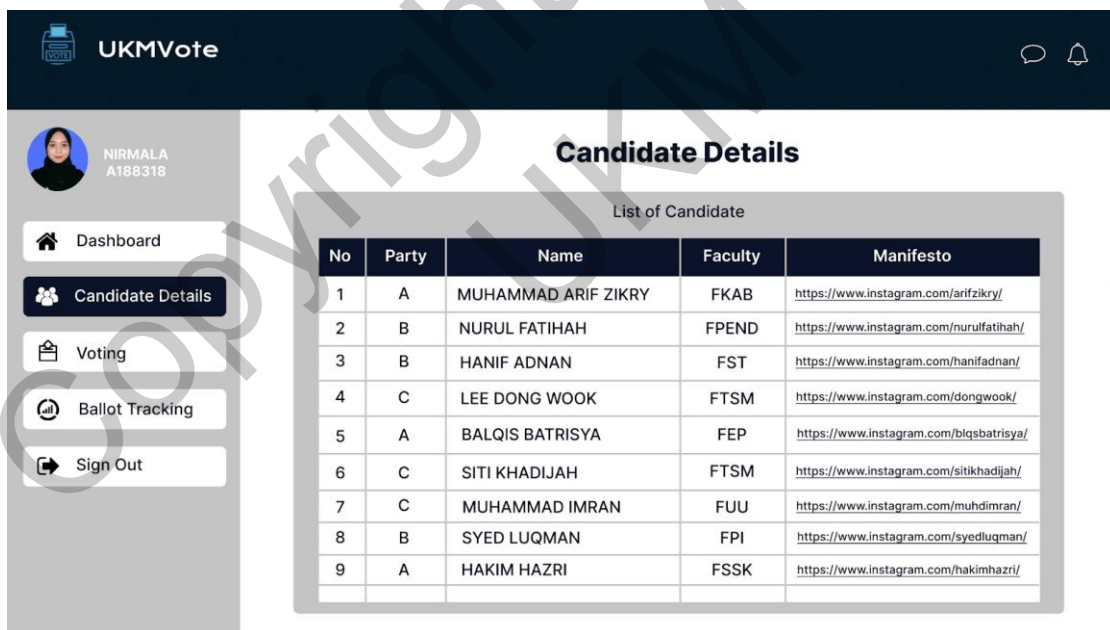 UKMVote
VOTE
NIRMALA
A188318
Dashboard
Candidate Details
Voting
Ballot Tracking
Sign Out
Candidate Details
List of Candidate
No Party Name Faculty Manifesto
1 A MUHAMMAD ARIF ZIKRY FKAB https://www.instagram.com/arifzikry/
2 B NURUL FATIHAH FPEND https://www.instagram.com/nurulfatihah/
3 B HANIF ADNAN FST https://www.instagram.com/hanifadnan/
4 C LEE DONG WOOK FTSM https://www.instagram.com/dongwook/
5 A BALQIS BATRISYA FEP https://www.instagram.com/blqsbatrisya/
6 C SITI KHADIJAH FTSM https://www.instagram.com/sitikhadijah/
7 C MUHAMMAD IMRAN FUU https://www.instagram.com/muhdimran/
8 B SYED LUQMAN FPI https://www.instagram.com/syedluqman/
9 A HAKIM HAZRI FSSK https://www.instagram.com/hakimhazri/
Copyright
UKM